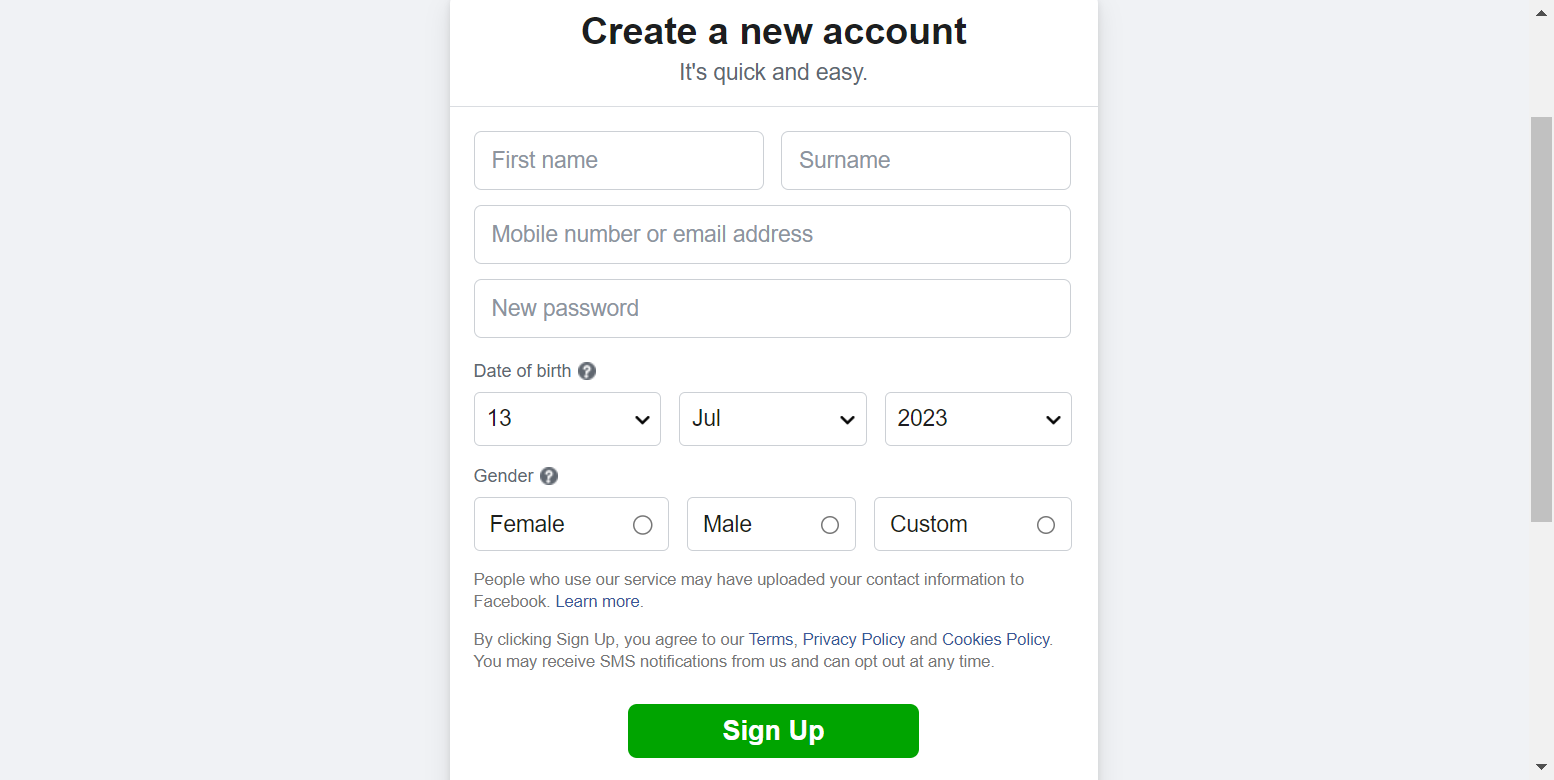 Create a new account
It's quick and easy.
First name Surname
Mobile number or email address
New password
Date of birth ?
13 Jul 2023
Gender ?
Female Male Custom
People who use our service may have uploaded your contact information to
Facebook. Learn more.
By clicking Sign Up, you agree to our Terms, Privacy Policy and Cookies Policy.
You may receive SMS notifications from us and can opt out at any time.
Sign Up